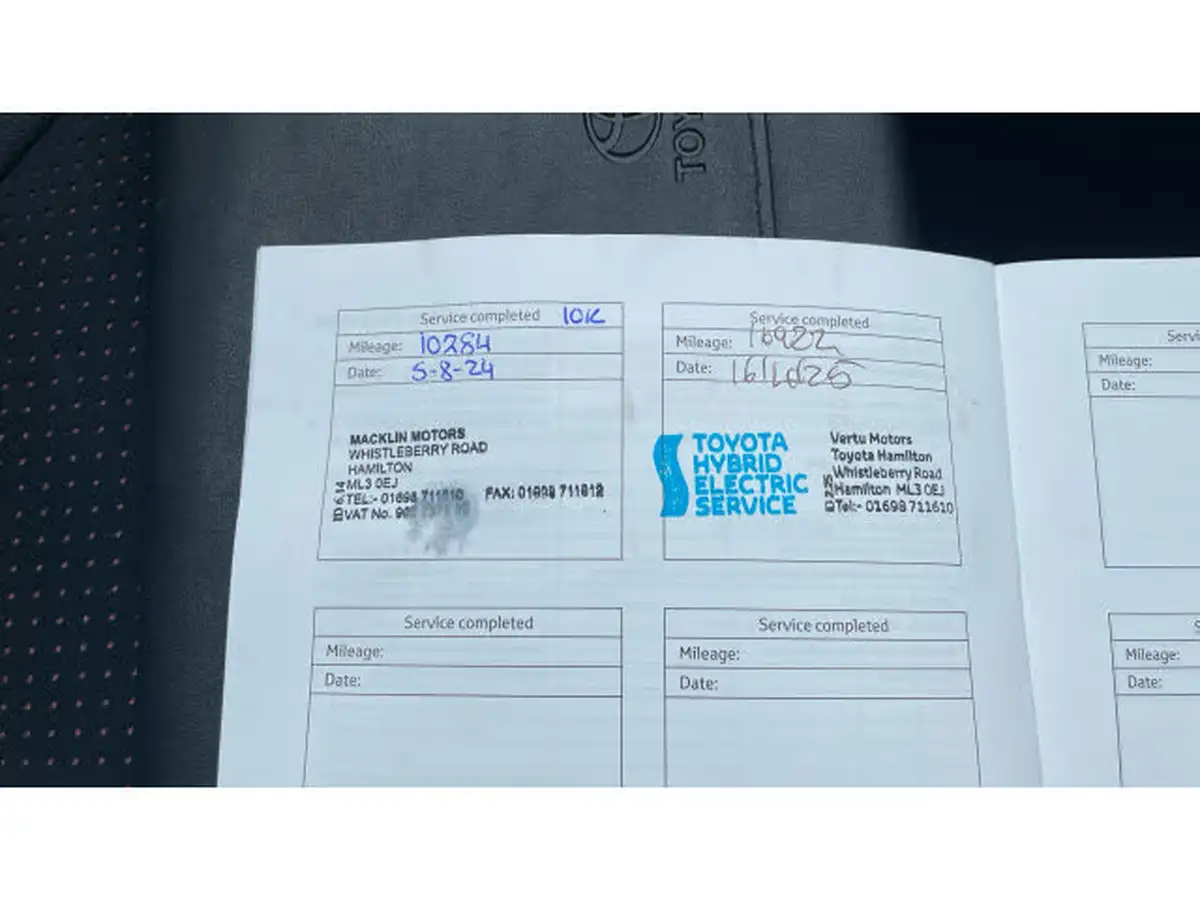 TOY
Service completed 10K
Mileage: 10284
Date: 5-8-24
MACKLIN MOTORS
WHISTLEBERRY ROAD
HAMILTON
ML3 0EJ
TEL:- 01698 711610 FAX: 01698 711612
VAT No.
Service completed
Mileage:
Date:
TOYOTA
HYBRID
ELECTRIC
SERVICE
Vertu Motors
Toyota Hamilton
Whistleberry Road
Hamilton ML3 0EJ
Tel:- 01698 711610
Mileage:
Date:
Service completed
Mileage:
Date:
Service completed
Mileage:
Date:
Mileage:
Date: